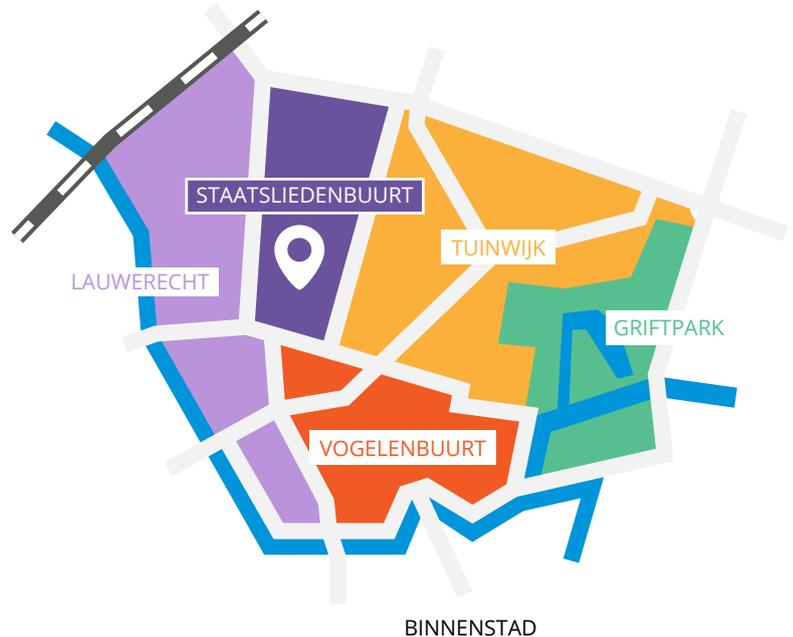 STAATSLIEDENBUURT
TUINWIJK
LAUWERECHT
GRIFTPARK
VOGELENBUURT
BINNENSTAD